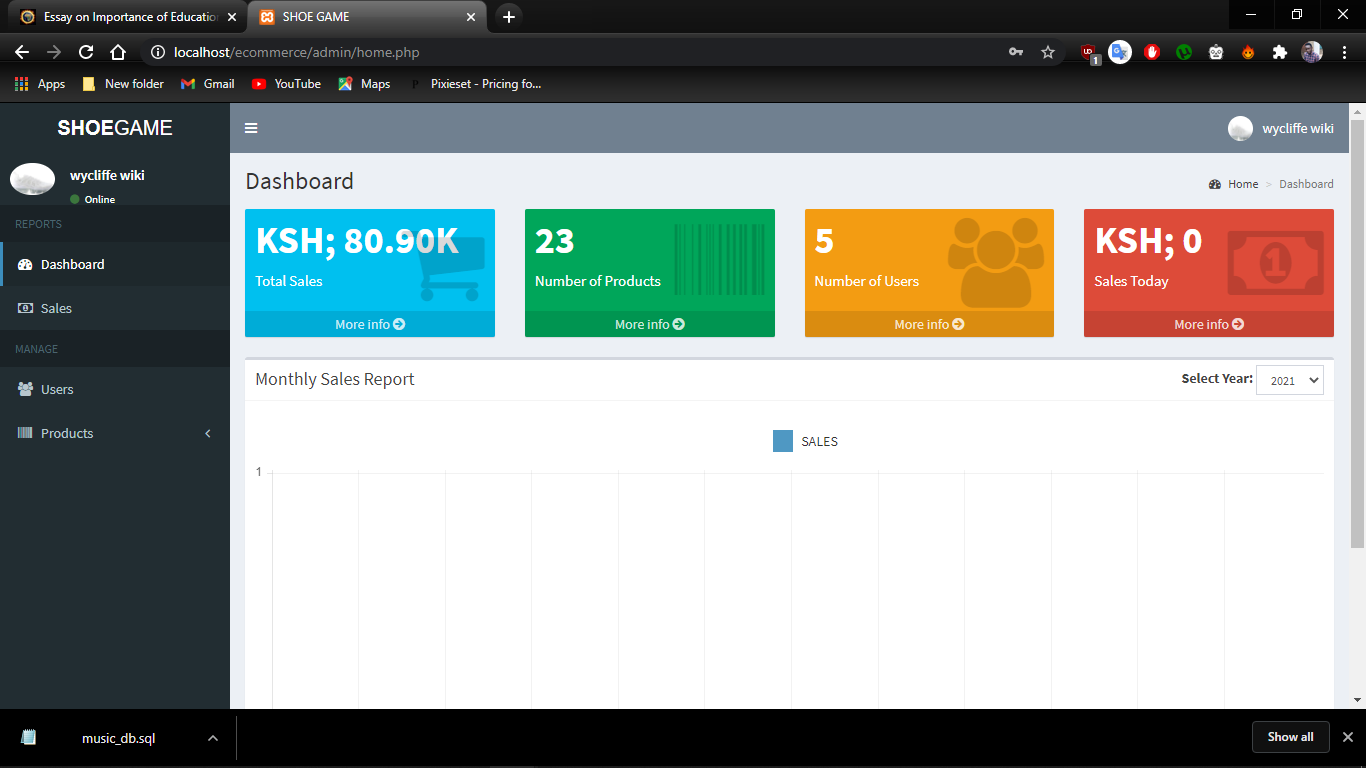 Essay on Importance of Educatio
SHOE GAME
localhost/ecommerce/admin/home.php
1
Apps
New folder
Gmail
YouTube
Maps
P
Pixieset - Pricing fo...
SHOEGAME
wycliffe wiki
wycliffe wiki
Online
REPORTS
Dashboard
Sales
MANAGE
Users
Products
Dashboard
Home > Dashboard
KSH; 80.90K
Total Sales
More info
23
Number of Products
More info
5
Number of Users
More info
KSH; 0
Sales Today
1
More info
Monthly Sales Report
Select Year: 2021
SALES
1
music_db.sql
Show all